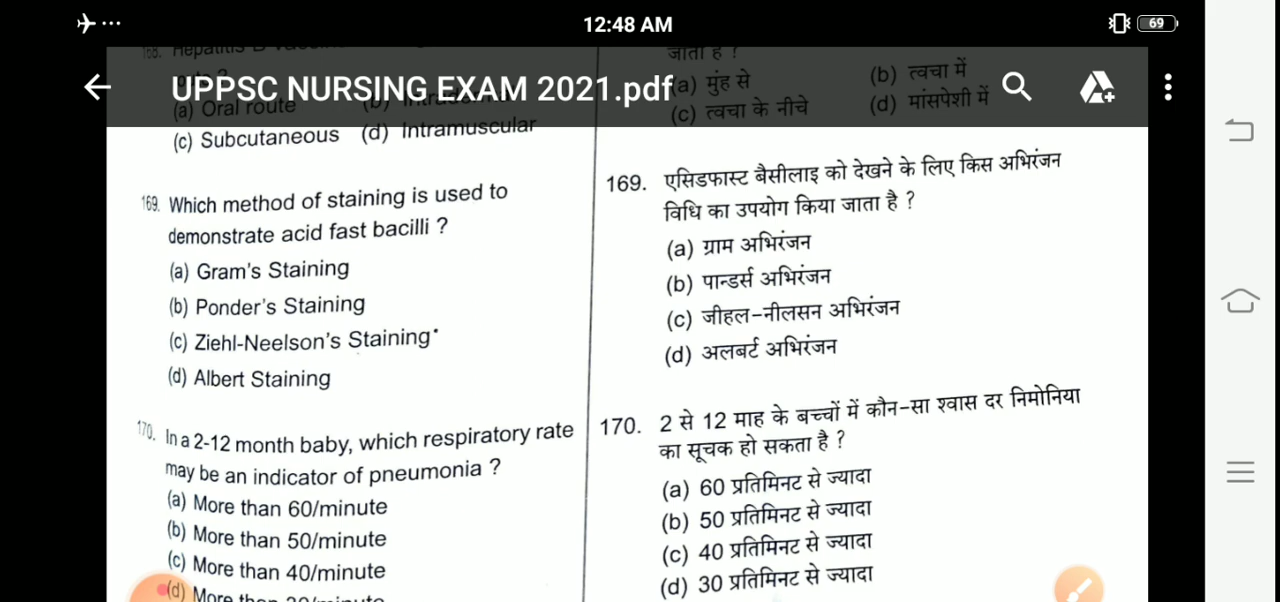 12:48 AM
69
UPPSC NURSING EXAM 2021.pdf
168. Hepatitis B
(a) Oral route
(c) Subcutaneous (d) Intramuscular
169. Which method of staining is used to
demonstrate acid fast bacilli ?
(a) Gram's Staining
(b) Ponder's Staining
(c) Ziehl-Neelson's Staining
(d) Albert Staining
170. In a 2-12 month baby, which respiratory rate
may be an indicator of pneumonia ?
(a) More than 60/minute
(b) More than 50/minute
(c) More than 40/minute
(d) More
जाता है ?
(a) मुंह से (b) त्वचा में
(c) त्वचा के नीचे (d) मांसपेशी में
169. एसिडफास्ट बैसीलाइ को देखने के लिए किस अभिरंजन
विधि का उपयोग किया जाता है ?
(a) ग्राम अभिरंजन
(b) पान्डर्स अभिरंजन
(c) जीहल-नीलसन अभिरंजन
(d) अलबर्ट अभिरंजन
170. 2 से 12 माह के बच्चों में कौन-सा श्वास दर निमोनिया
का सूचक हो सकता है ?
(a) 60 प्रतिमिनट से ज्यादा
(b) 50 प्रतिमिनट से ज्यादा
(c) 40 प्रतिमिनट से ज्यादा
(d) 30 प्रतिमिनट से ज्यादा